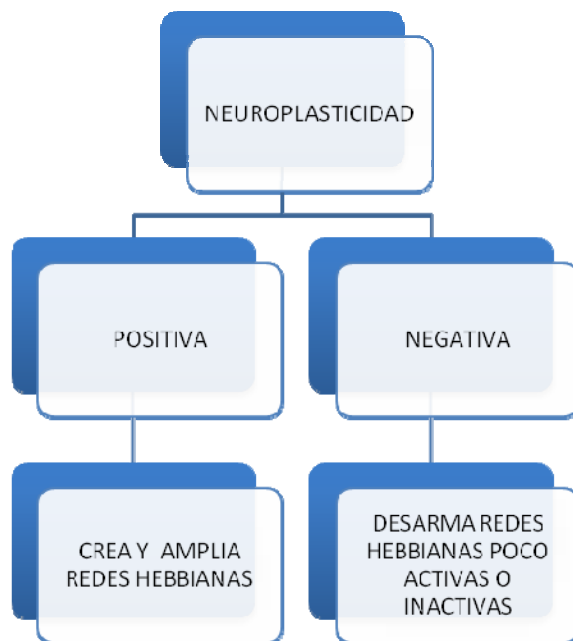 NEUROPLASTICIDAD
POSITIVA
NEGATIVA
CREA Y AMPLIA
REDES HEBBIANAS
DESARMA REDES
HEBBIANAS POCO
ACTIVAS O
INACTIVAS